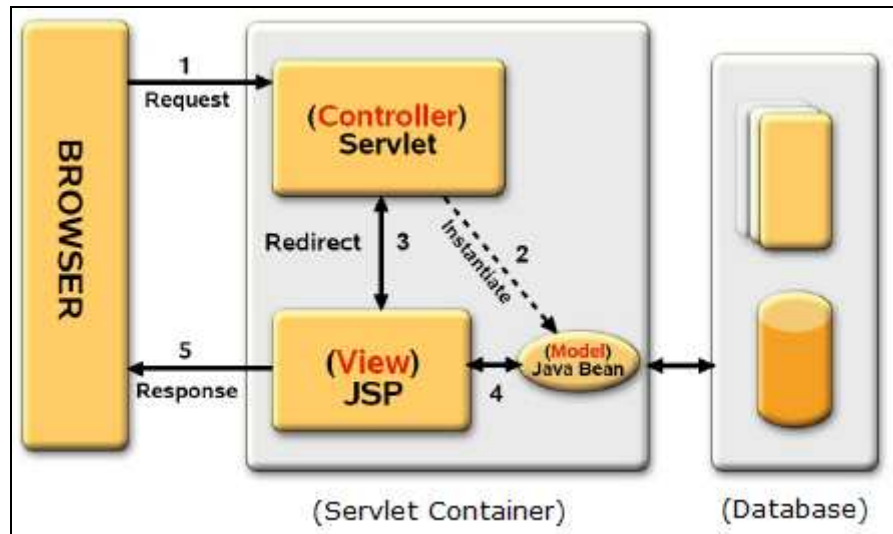 BROWSER
1
Request
(Controller)
Servlet
Redirect
3
2
Instantiate
5
Response
(View)
JSP
4
(Model)
Java Bean
(Servlet Container)
(Database)